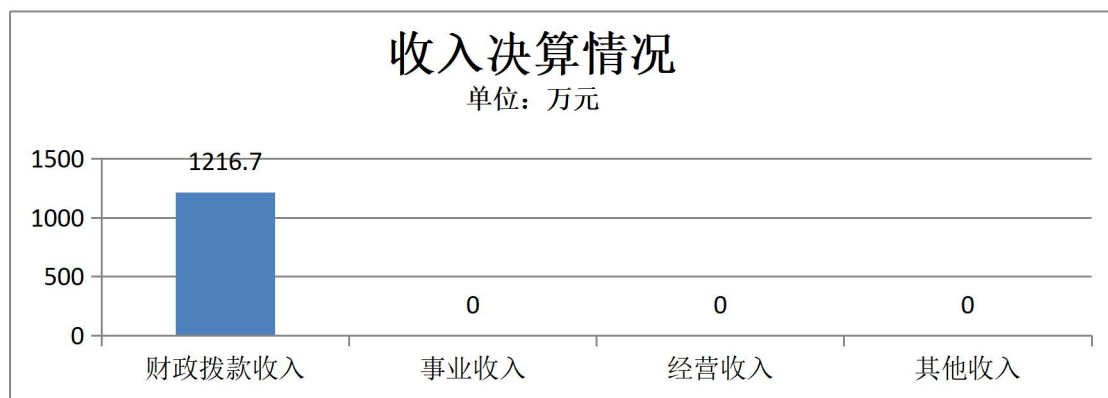 收入决算情况
单位：万元
1500
1216.7
1000
500
0
0
0
0
财政拨款收入
事业收入
经营收入
其他收入